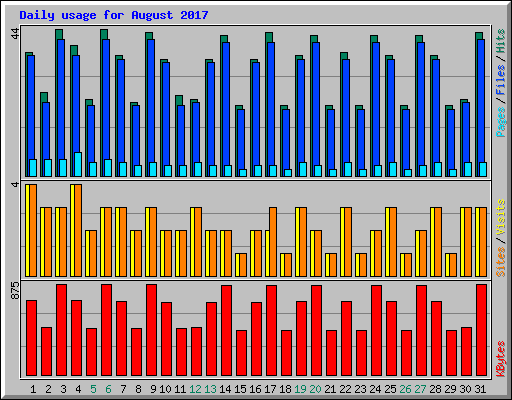 Daily usage for August 2017
44
Pages / Files / Hits
4
Sites / Visits
875
KBytes
1 2 3 4 5 6 7 8 9 10 11 12 13 14 15 16 17 18 19 20 21 22 23 24 25 26 27 28 29 30 31